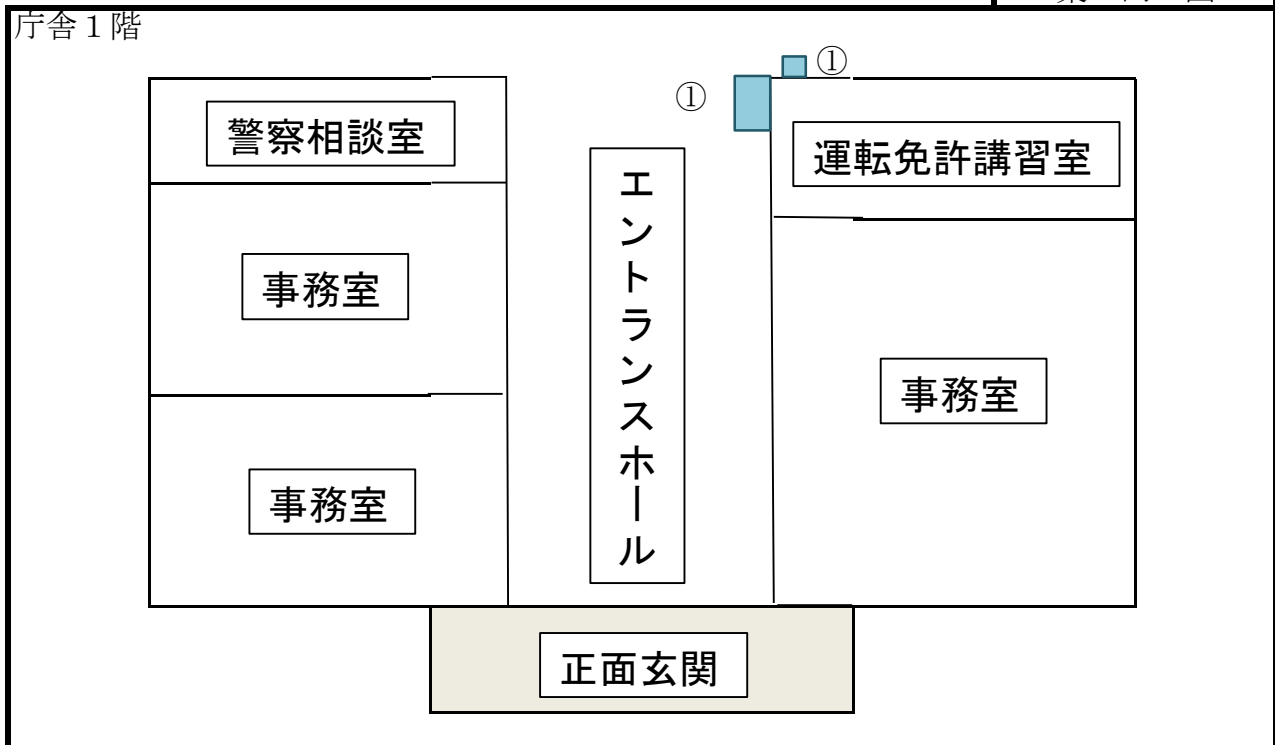 庁舎１階
①
①
警察相談室
運転免許講習室
エントランスホール
事務室
事務室
事務室
正面玄関